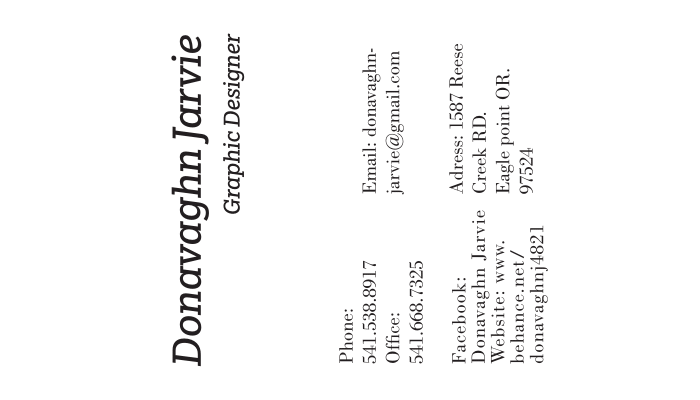 Donavaghn Jarvie
Graphic Designer
Phone:
541.538.8917
Office:
541.668.7325
Email: donavaghn-
jarvie@gmail.com
Facebook:
Donavaghn Jarvie
Website: www.
behance.net/
donavaghnj4821
Adress: 1587 Reese
Creek RD.
Eagle point OR.
97524